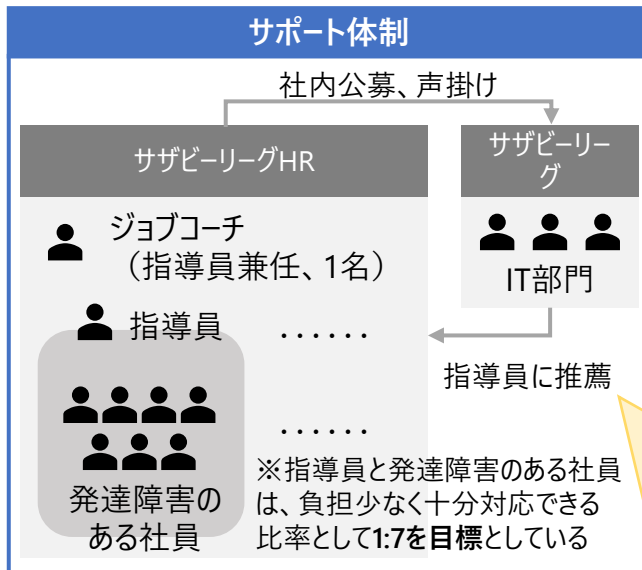 サポート体制
社内公募、声掛け
サザビーリーグHR
サザビーリー
グ
ジョブコーチ
（指導員兼任、1名）
IT部門
指導員
......
指導員に推薦
......
発達障害の
ある社員
※指導員と発達障害のある社員
は、負担少なく十分対応できる
比率として1:7を目標としている